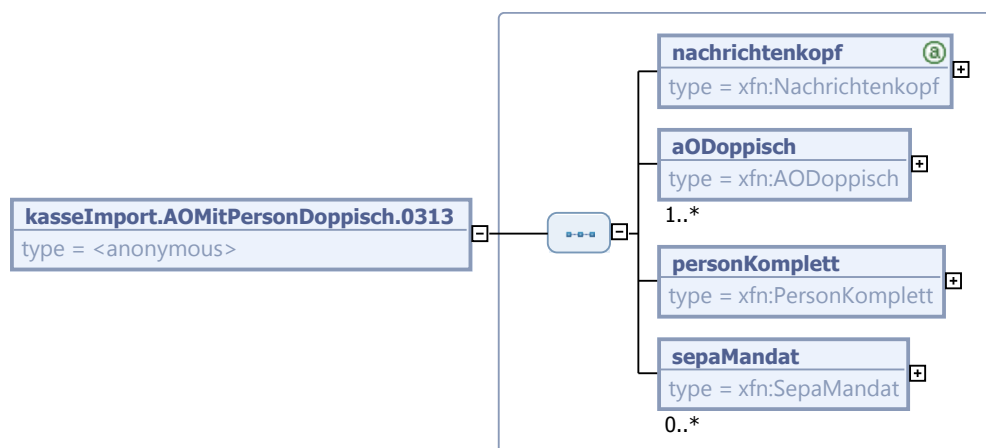 nachrichtenkopf
type = xfn:Nachrichtenkopf
aODoppisch
type = xfn:AODoppisch
1..*
kasseImport.AOMitPersonDoppisch.0313
type = <anonymous>
personKomplett
type = xfn:PersonKomplett
sepaMandat
type = xfn:SepaMandat
0..*